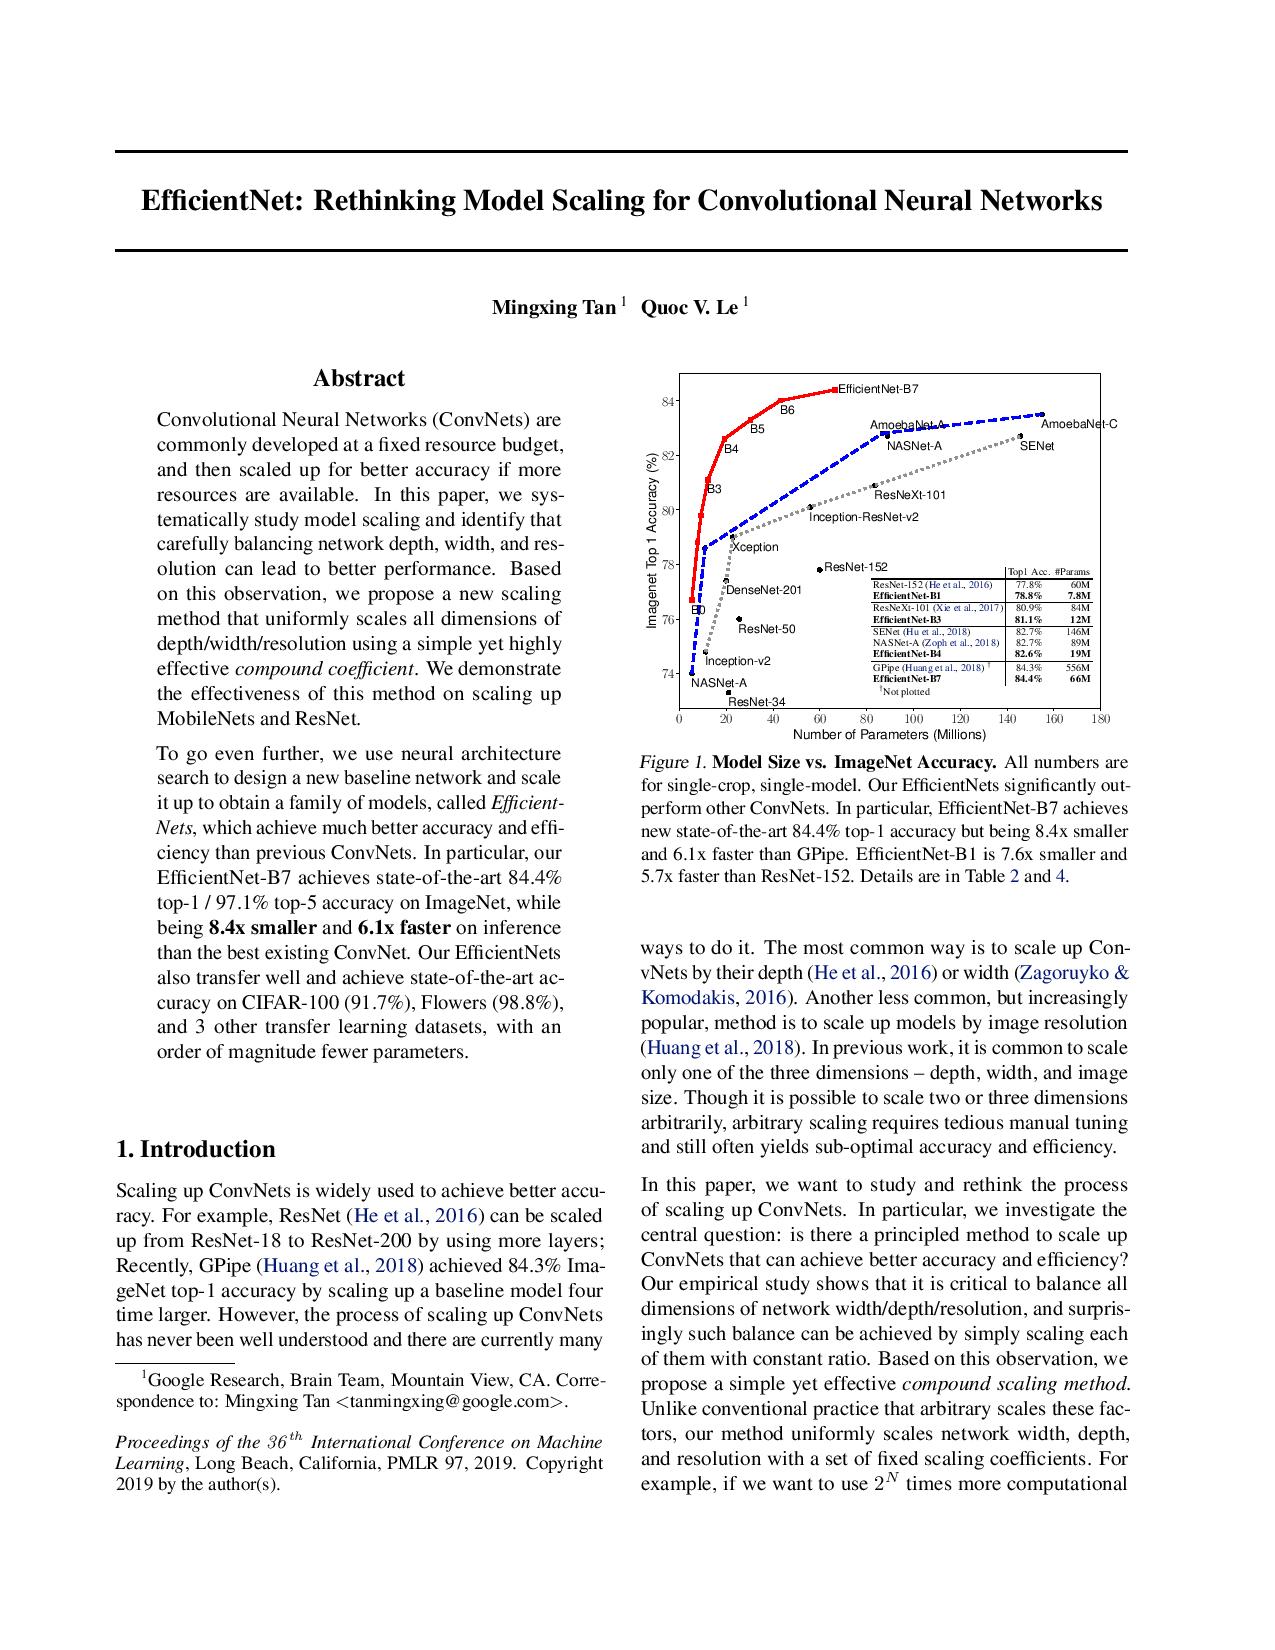 EfficientNet: Rethinking Model Scaling for Convolutional Neural Networks
Mingxing Tan 1 Quoc V. Le 1
Abstract
Convolutional Neural Networks (ConvNets) are
commonly developed at a fixed resource budget,
and then scaled up for better accuracy if more
resources are available. In this paper, we sys-
tematically study model scaling and identify that
carefully balancing network depth, width, and res-
olution can lead to better performance. Based
on this observation, we propose a new scaling
method that uniformly scales all dimensions of
depth/width/resolution using a simple yet highly
effective compound coefficient. We demonstrate
the effectiveness of this method on scaling up
MobileNets and ResNet.
To go even further, we use neural architecture
search to design a new baseline network and scale
it up to obtain a family of models, called Efficient-
Nets, which achieve much better accuracy and effi-
ciency than previous ConvNets. In particular, our
EfficientNet-B7 achieves state-of-the-art 84.4%
top-1 / 97.1% top-5 accuracy on ImageNet, while
being 8.4x smaller and 6.1x faster on inference
than the best existing ConvNet. Our EfficientNets
also transfer well and achieve state-of-the-art ac-
curacy on CIFAR-100 (91.7%), Flowers (98.8%),
and 3 other transfer learning datasets, with an
order of magnitude fewer parameters.
1. Introduction
Scaling up ConvNets is widely used to achieve better accu-
racy. For example, ResNet (He et al., 2016) can be scaled
up from ResNet-18 to ResNet-200 by using more layers;
Recently, GPipe (Huang et al., 2018) achieved 84.3% Ima-
geNet top-1 accuracy by scaling up a baseline model four
time larger. However, the process of scaling up ConvNets
has never been well understood and there are currently many
1Google Research, Brain Team, Mountain View, CA. Corre-
spondence to: Mingxing Tan <tanmingxing@google.com>.
Proceedings of the 36th International Conference on Machine
Learning, Long Beach, California, PMLR 97, 2019. Copyright
2019 by the author(s).
Imagenet Top 1 Accuracy (%)
84
82
80
78
76
74
EfficientNet-B7
B6
B5
B4
B3
B0
AmoebaNet-A
AmoebaNet-C
NASNet-A
SENet
ResNeXt-101
Inception-ResNet-v2
Xception
ResNet-152
DenseNet-201
ResNet-50
Inception-v2
NASNet-A
ResNet-34
Top1 Acc. #Params
ResNet-152 (He et al., 2016) 77.8% 60M
EfficientNet-B1 78.8% 7.8M
ResNeXt-101 (Xie et al., 2017) 80.9% 84M
EfficientNet-B3 81.1% 12M
SENet (Hu et al., 2018) 82.7% 146M
NASNet-A (Zoph et al., 2018) 82.7% 89M
EfficientNet-B4 82.6% 19M
GPipe (Huang et al., 2018) † 84.3% 556M
EfficientNet-B7 84.4% 66M
†Not plotted
0 20 40 60 80 100 120 140 160 180
Number of Parameters (Millions)
Figure 1. Model Size vs. ImageNet Accuracy. All numbers are
for single-crop, single-model. Our EfficientNets significantly out-
perform other ConvNets. In particular, EfficientNet-B7 achieves
new state-of-the-art 84.4% top-1 accuracy but being 8.4x smaller
and 6.1x faster than GPipe. EfficientNet-B1 is 7.6x smaller and
5.7x faster than ResNet-152. Details are in Table 2 and 4.
ways to do it. The most common way is to scale up Con-
vNets by their depth (He et al., 2016) or width (Zagoruyko &
Komodakis, 2016). Another less common, but increasingly
popular, method is to scale up models by image resolution
(Huang et al., 2018). In previous work, it is common to scale
only one of the three dimensions – depth, width, and image
size. Though it is possible to scale two or three dimensions
arbitrarily, arbitrary scaling requires tedious manual tuning
and still often yields sub-optimal accuracy and efficiency.
In this paper, we want to study and rethink the process
of scaling up ConvNets. In particular, we investigate the
central question: is there a principled method to scale up
ConvNets that can achieve better accuracy and efficiency?
Our empirical study shows that it is critical to balance all
dimensions of network width/depth/resolution, and surpris-
ingly such balance can be achieved by simply scaling each
of them with constant ratio. Based on this observation, we
propose a simple yet effective compound scaling method.
Unlike conventional practice that arbitrary scales these fac-
tors, our method uniformly scales network width, depth,
and resolution with a set of fixed scaling coefficients. For
example, if we want to use 2^N times more computational